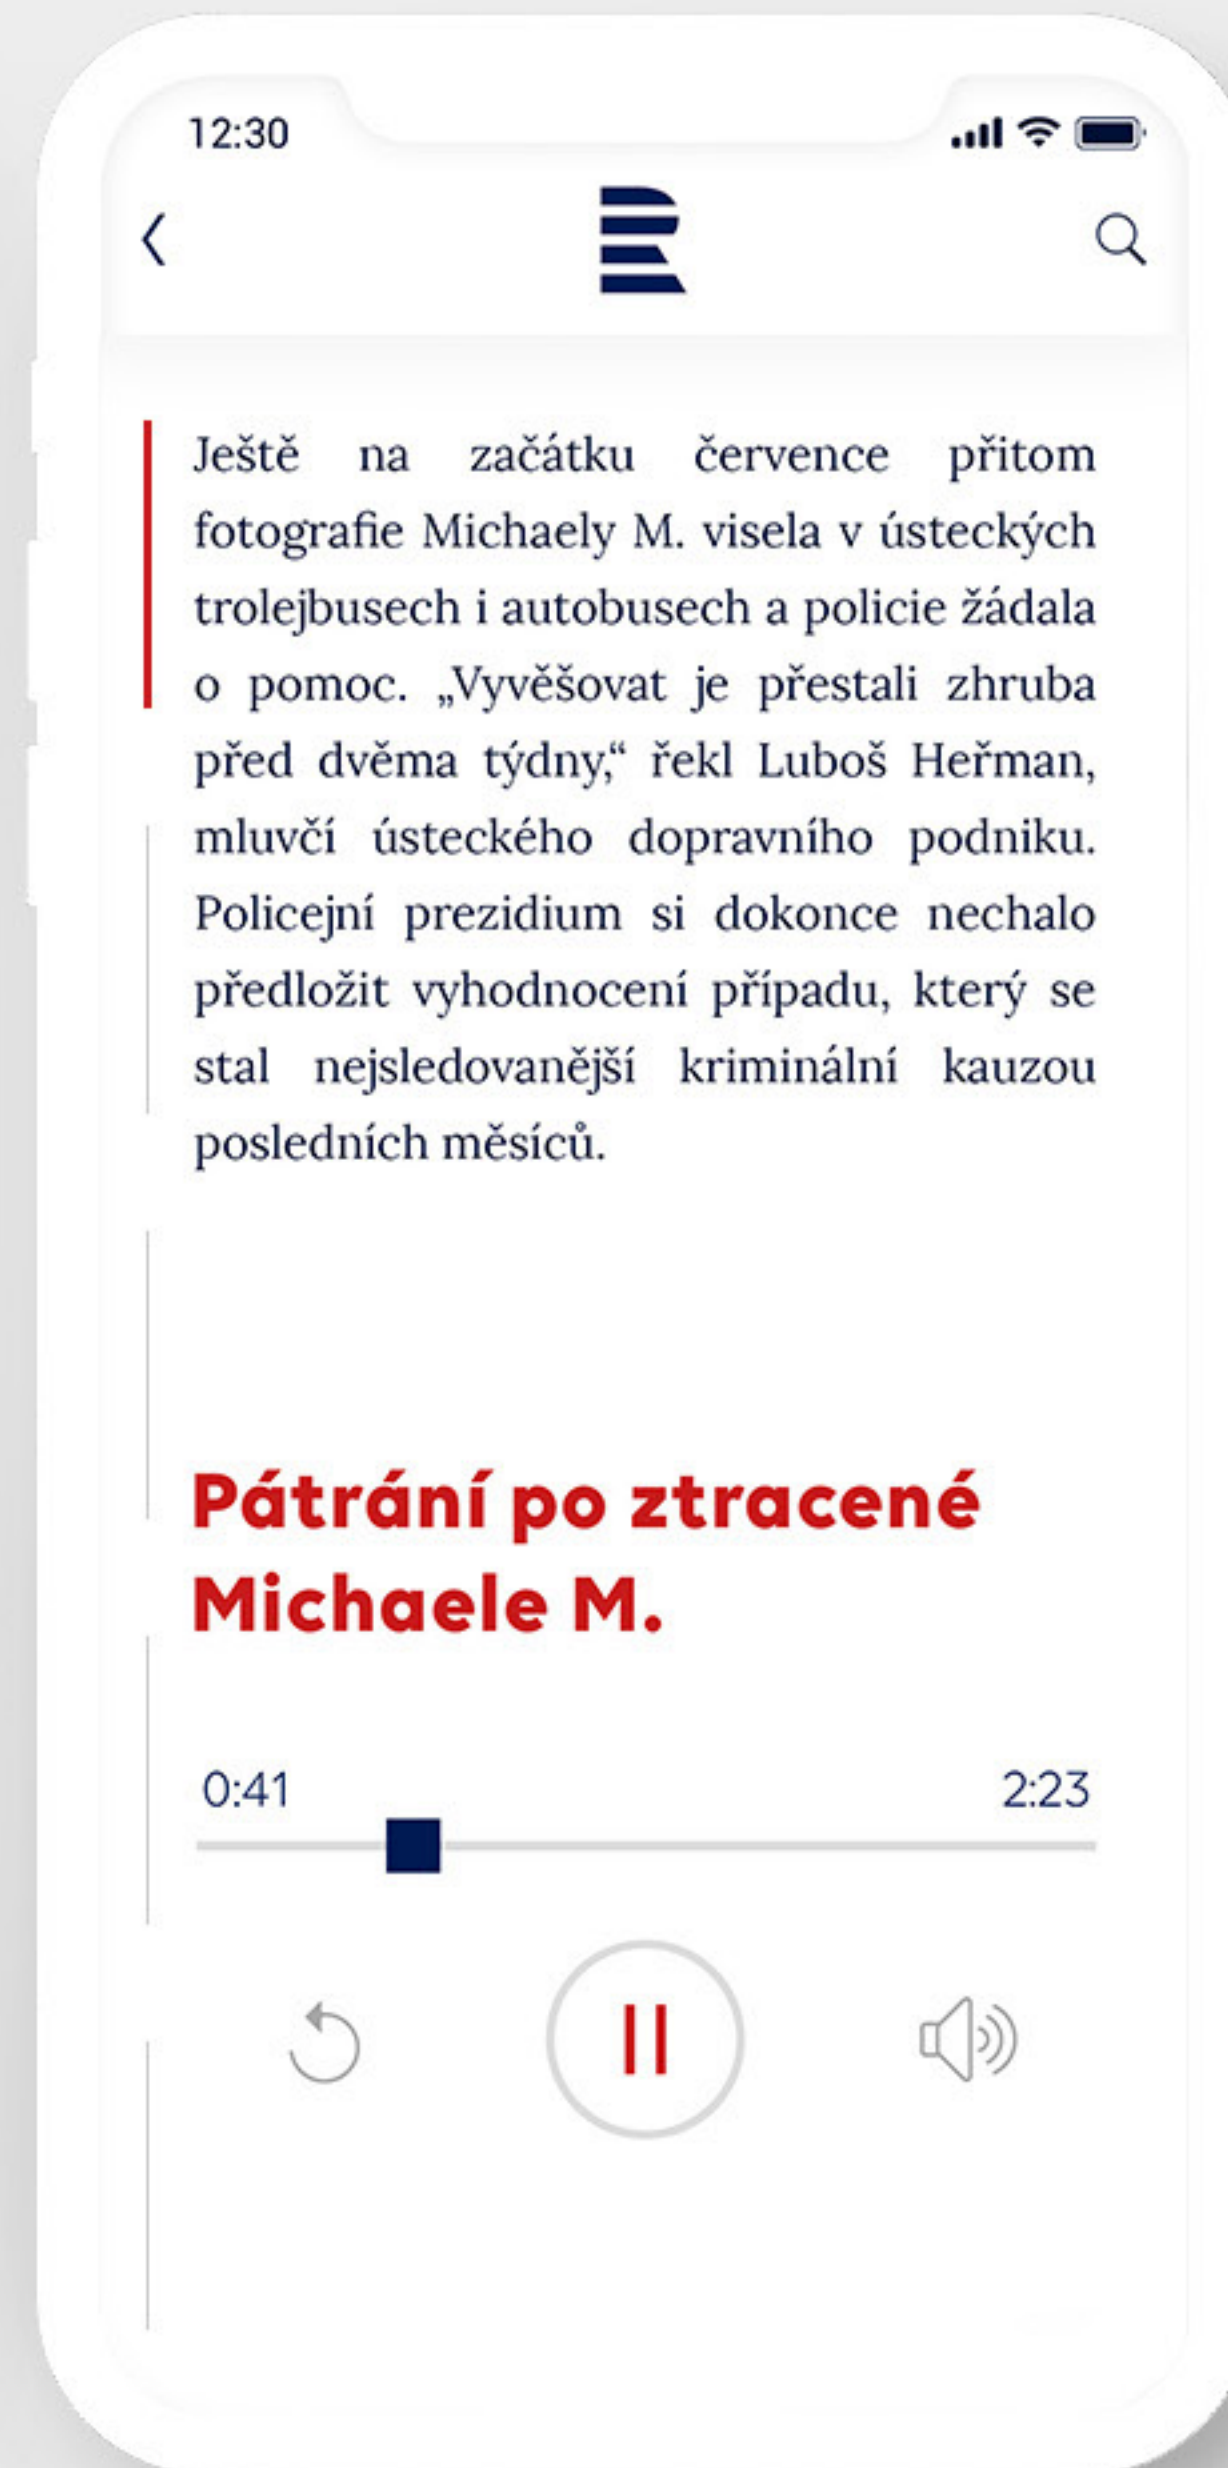 12:30
Ještě na začátku července přitom
fotografie Michaely M. visela v ústeckých
trolejbusech i autobusech a policie žádala
o pomoc. „Vyvěšovat je přestali zhruba
před dvěma týdny,“ řekl Luboš Heřman,
mluvčí ústeckého dopravního podniku.
Policejní prezidium si dokonce nechalo
předložit vyhodnocení případu, který se
stal nejsledovanější kriminální kauzou
posledních měsíců.
Pátrání po ztracené
Michaele M.
0:41 2:23